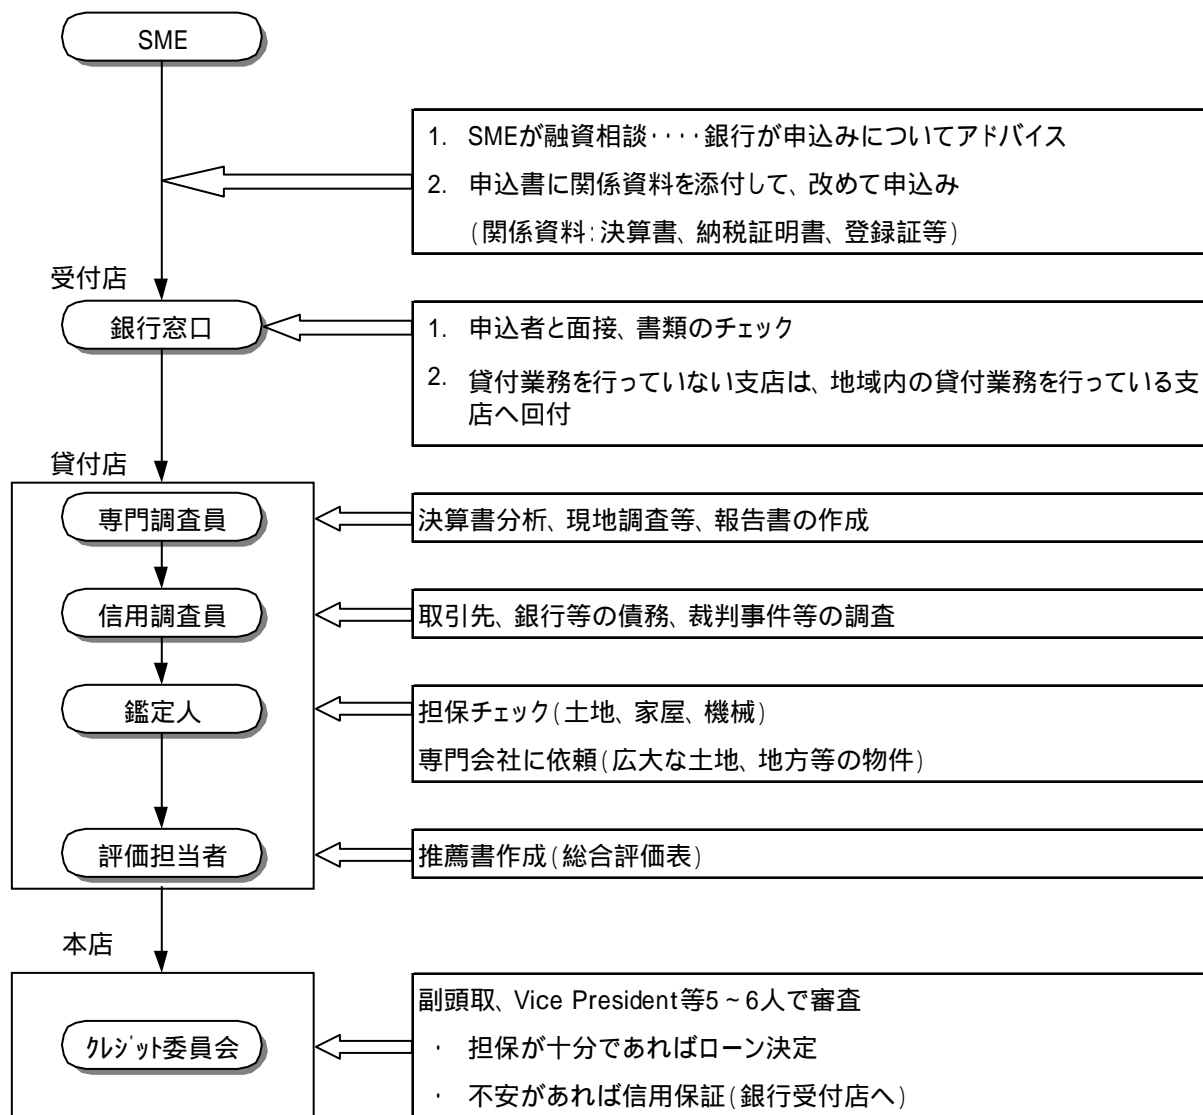 SME
1. SMEが融資相談････銀行が申込みについてアドバイス
2. 申込書に関係資料を添付して、改めて申込み
(関係資料:決算書、納税証明書、登録証等)
受付店
銀行窓口
1. 申込者と面接、書類のチェック
2. 貸付業務を行っていない支店は、地域内の貸付業務を行っている支
店へ回付
貸付店
専門調査員
決算書分析、現地調査等、報告書の作成
信用調査員
取引先、銀行等の債務、裁判事件等の調査
鑑定人
担保チェック(土地、家屋、機械)
専門会社に依頼(広大な土地、地方等の物件)
評価担当者
推薦書作成(総合評価表)
本店
クレジット委員会
副頭取、Vice President等5~6人で審査
・ 担保が十分であればローン決定
・ 不安があれば信用保証(銀行受付店へ)